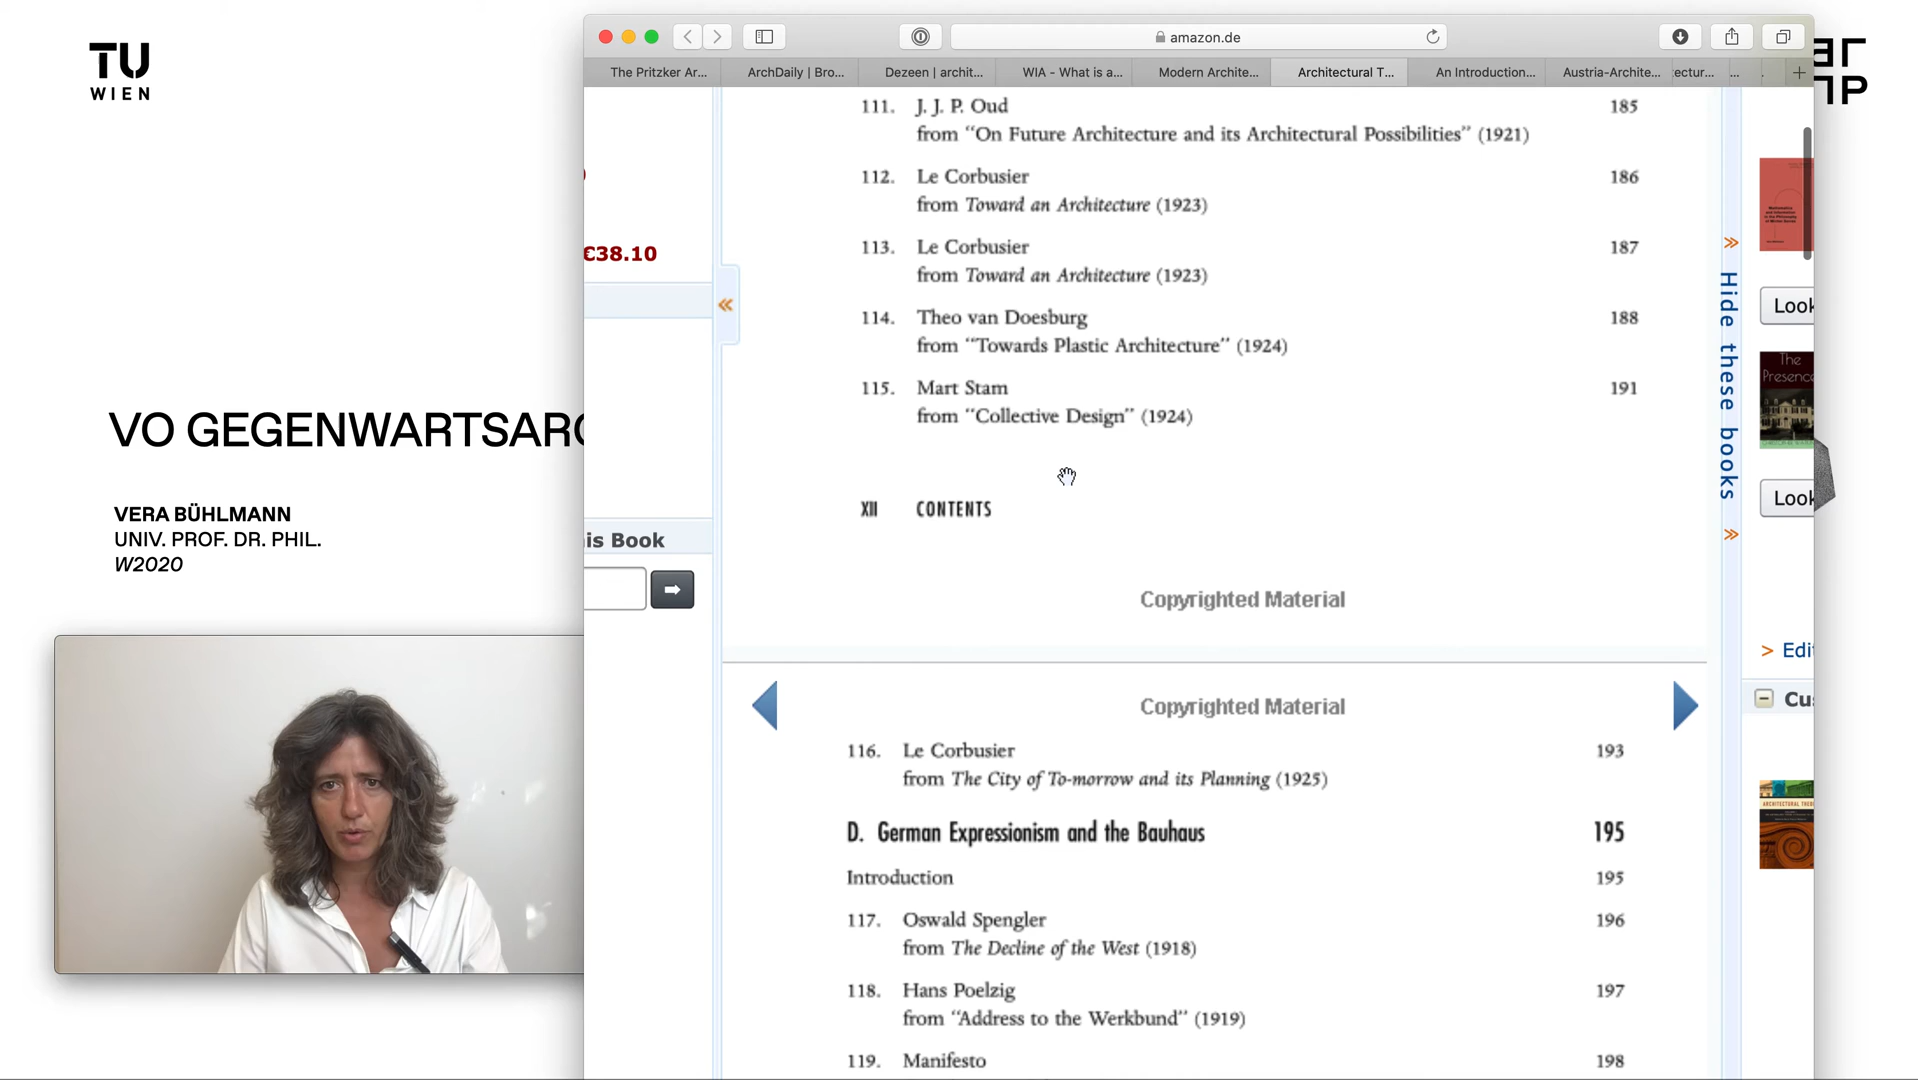 TU
WIEN
VO GEGENWARTSARC
VERA BÜHLMANN
UNIV. PROF. DR. PHIL.
W2020
amazon.de
The Pritzker Ar...
ArchDaily | Bro...
Dezeen | archit...
WIA - What is a...
Modern Archite...
Architectural T...
An Introduction...
Austria-Archite...
tectur...
...
€38.10
is Book
111. J. J. P. Oud 185
from “On Future Architecture and its Architectural Possibilities” (1921)
112. Le Corbusier 186
from Toward an Architecture (1923)
113. Le Corbusier 187
from Toward an Architecture (1923)
114. Theo van Doesburg 188
from “Towards Plastic Architecture” (1924)
115. Mart Stam 191
from “Collective Design” (1924)
XII CONTENTS
Copyrighted Material
Copyrighted Material
116. Le Corbusier 193
from The City of To-morrow and its Planning (1925)
D. German Expressionism and the Bauhaus 195
Introduction 195
117. Oswald Spengler 196
from The Decline of the West (1918)
118. Hans Poelzig 197
from “Address to the Werkbund” (1919)
119. Manifesto 198
» Hide these books »
Look
The
Presence
Look
> Edi
Cu
ARCHITECTURAL THE